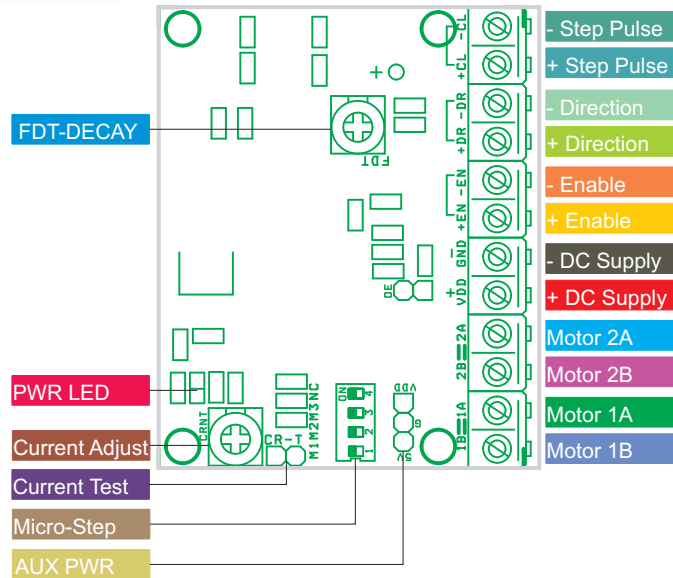 FDT-DECAY
PWR LED
Current Adjust
Current Test
Micro-Step
AUX PWR
+
FDT
OE
CRNT
CR-T
M1M2M3NC
ON
4
3
2
1
VDD
G
5V
-CL
+CL
-DR
+DR
-EN
+EN
- GND
+ VDD
2B 2A
1B 1A
- Step Pulse
+ Step Pulse
- Direction
+ Direction
- Enable
+ Enable
- DC Supply
+ DC Supply
Motor 2A
Motor 2B
Motor 1A
Motor 1B